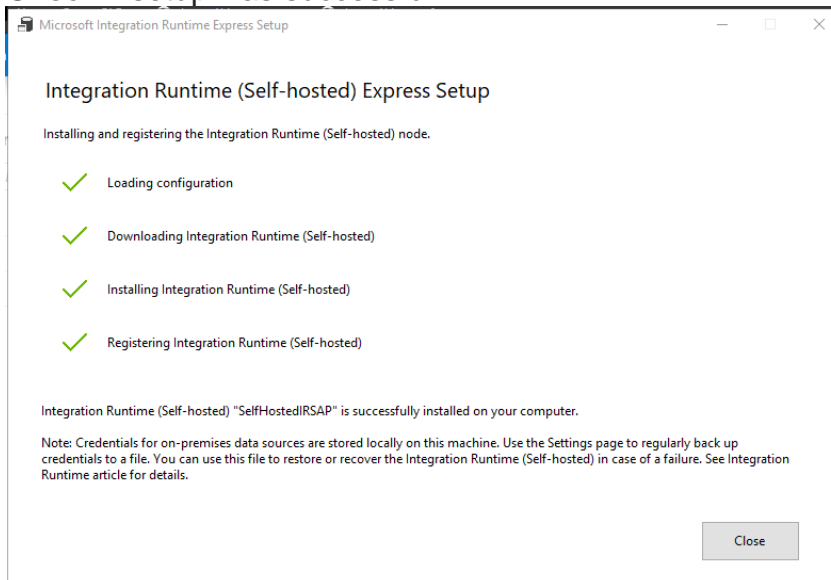 Microsoft Integration Runtime Express Setup
Integration Runtime (Self-hosted) Express Setup
Installing and registering the Integration Runtime (Self-hosted) node.
Loading configuration
Downloading Integration Runtime (Self-hosted)
Installing Integration Runtime (Self-hosted)
Registering Integration Runtime (Self-hosted)
Integration Runtime (Self-hosted) "SelfHostedIRSAP" is successfully installed on your computer.
Note: Credentials for on-premises data sources are stored locally on this machine. Use the Settings page to regularly back up
credentials to a file. You can use this file to restore or recover the Integration Runtime (Self-hosted) in case of a failure. See Integration
Runtime article for details.
Close